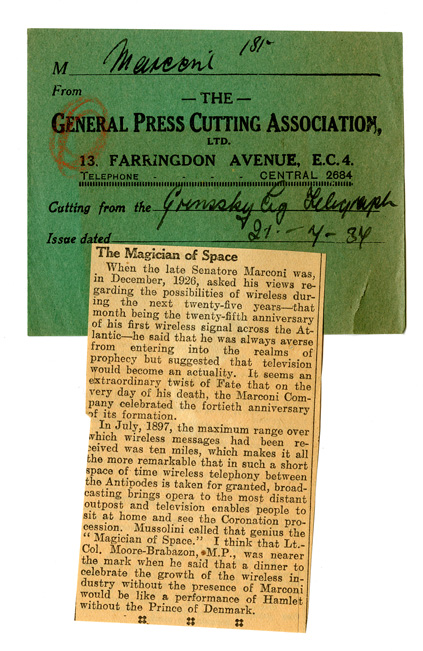 181-
M Marconi
From
— THE —
GENERAL PRESS CUTTING ASSOCIATION,
LTD.
13, FARRINGDON AVENUE, E.C.4.
TELEPHONE - - - - CENTRAL 2684
Cutting from the Telegraph
Issue dated 21.-7-
The Magician of Space
When the late Senatore Marconi was,
in December, 1926, asked his views re-
garding the possibilities of wireless dur-
ing the next twenty-five years—that
month being the twenty-fifth anniversary
of his first wireless signal across the At-
lantic—he said that he was always averse
from entering into the realms of
prophecy but suggested that television
would become an actuality. It seems an
extraordinary twist of Fate that on the
very day of his death, the Marconi Com-
pany celebrated the fortieth anniversary
of its formation.
In July, 1897, the maximum range over
which wireless messages had been re-
ceived was ten miles, which makes it all
the more remarkable that in such a short
space of time wireless telephony between
the Antipodes is taken for granted, broad-
casting brings opera to the most distant
outpost and television enables people to
sit at home and see the Coronation pro-
cession. Mussolini called that genius the
"Magician of Space." I think that Lt.-
Col. Moore-Brabazon, M.P., was nearer
the mark when he said that a dinner to
celebrate the growth of the wireless in-
dustry without the presence of Marconi
would be like a performance of Hamlet
without the Prince of Denmark.